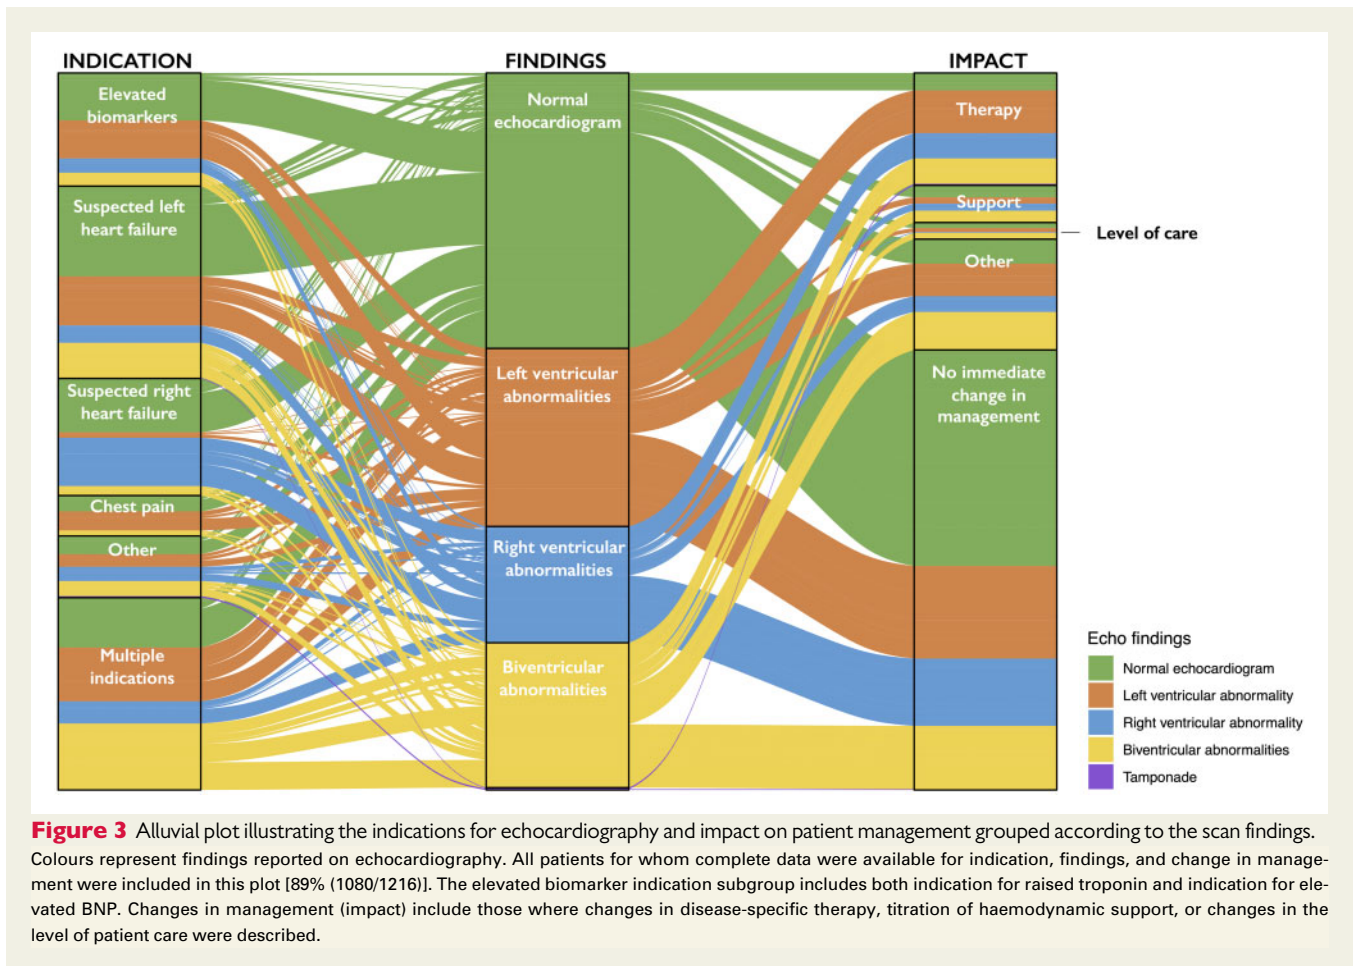 INDICATION
FINDINGS
IMPACT
Elevated
biomarkers
Suspected left
heart failure
Suspected right
heart failure
Chest pain
Other
Multiple
indications
Normal
echocardiogram
Left ventricular
abnormalities
Right ventricular
abnormalities
Biventricular
abnormalities
Therapy
Support
Level of care
Other
No immediate
change in
management
Echo findings
Normal echocardiogram
Left ventricular abnormality
Right ventricular abnormality
Biventricular abnormalities
Tamponade
Figure 3 Alluvial plot illustrating the indications for echocardiography and impact on patient management grouped according to the scan findings.
Colours represent findings reported on echocardiography. All patients for whom complete data were available for indication, findings, and change in manage-
ment were included in this plot [89% (1080/1216)]. The elevated biomarker indication subgroup includes both indication for raised troponin and indication for ele-
vated BNP. Changes in management (impact) include those where changes in disease-specific therapy, titration of haemodynamic support, or changes in the
level of patient care were described.